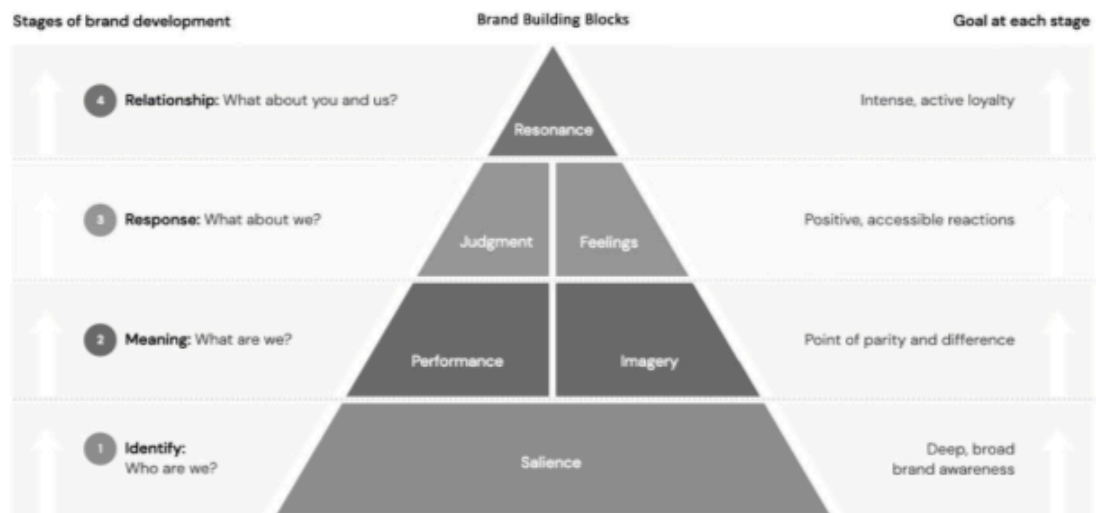 Stages of brand development
Brand Building Blocks
Goal at each stage
4 Relationship: What about you and us?
Resonance
Intense, active loyalty
3 Response: What about we?
Judgment
Feelings
Positive, accessible reactions
2 Meaning: What are we?
Performance
Imagery
Point of parity and difference
1 Identify:
Who are we?
Salience
Deep, broad
brand awareness